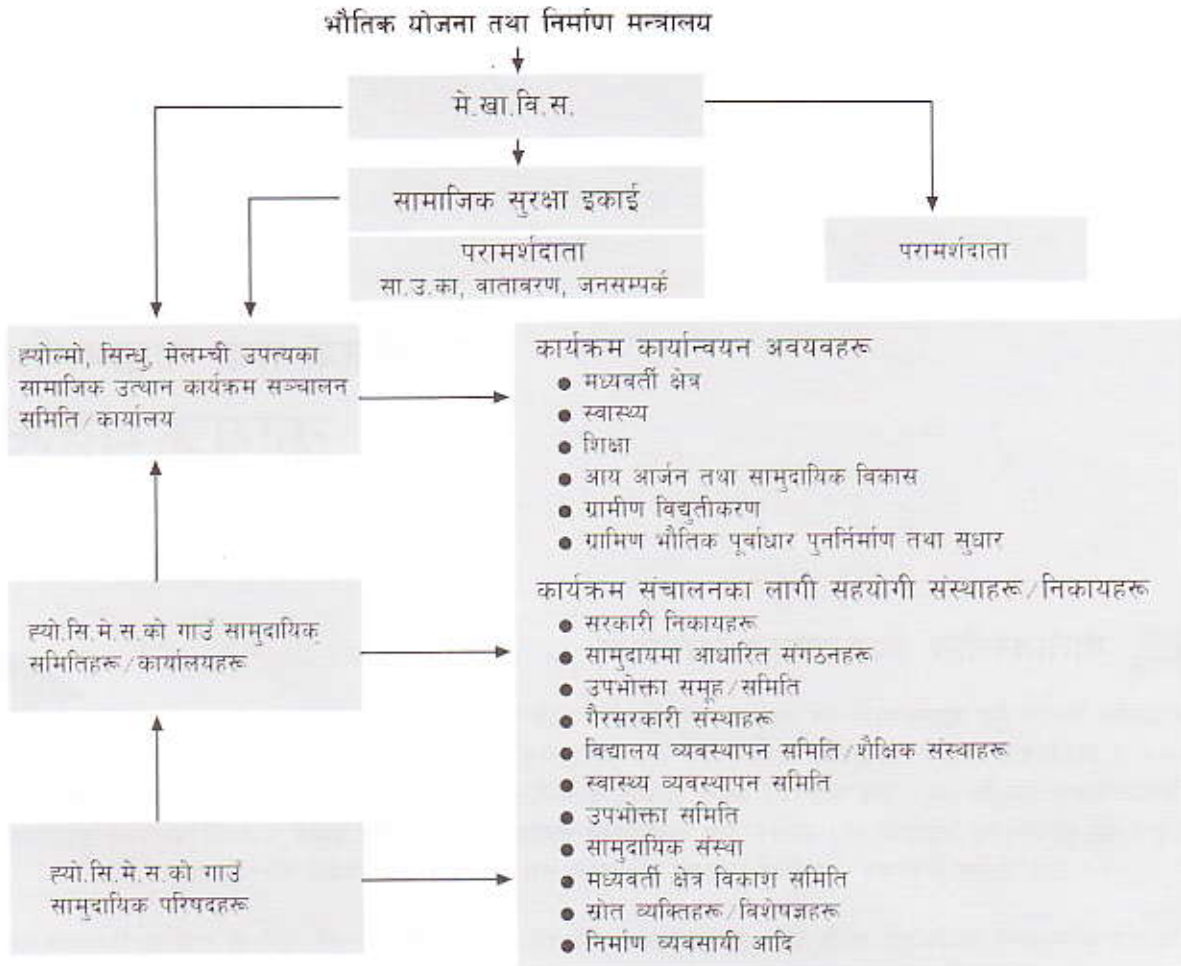 भौतिक योजना तथा निर्माण मन्त्रालय
मे.खा.वि.स.
सामाजिक सुरक्षा इकाई
परामर्शदाता
सा.उ.का, वातावरण, जनसम्पर्क
परामर्शदाता
ह्योल्मो, सिन्धु, मेलम्ची उपत्यका
सामाजिक उत्थान कार्यक्रम सञ्चालन
समिति/कार्यालय
कार्यक्रम कार्यान्वयन अवयवहरू
● मध्यवर्ती क्षेत्र
● स्वास्थ्य
● शिक्षा
● आय आर्जन तथा सामुदायिक विकास
● ग्रामीण विद्युतीकरण
● ग्रामिण भौतिक पूर्वाधार पुनर्निर्माण तथा सुधार
ह्यो.सि.मे.स.को गाउँ सामुदायिक
समितिहरू/कार्यालयहरू
कार्यक्रम संचालनका लागी सहयोगी संस्थाहरू/निकायहरू
● सरकारी निकायहरू
● सामुदायमा आधारित संगठनहरू
● उपभोक्ता समूह/समिति
● गैरसरकारी संस्थाहरू
● विद्यालय व्यवस्थापन समिति/शैक्षिक संस्थाहरू
● स्वास्थ्य व्यवस्थापन समिति
● उपभोक्ता समिति
● सामुदायिक संस्था
● मध्यवर्ती क्षेत्र विकाश समिति
● स्रोत व्यक्तिहरू/विशेषज्ञहरू
● निर्माण व्यवसायी आदि
ह्यो.सि.मे.स.को गाउँ
सामुदायिक परिषदहरू